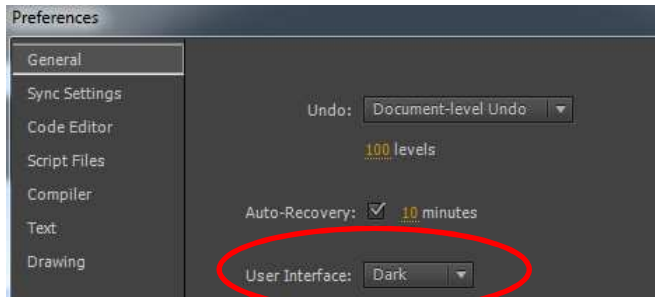 Preferences
General
Sync Settings
Code Editor
Script Files
Compiler
Text
Drawing
Undo: Document-level Undo
100 levels
Auto-Recovery: 10 minutes
User Interface: Dark